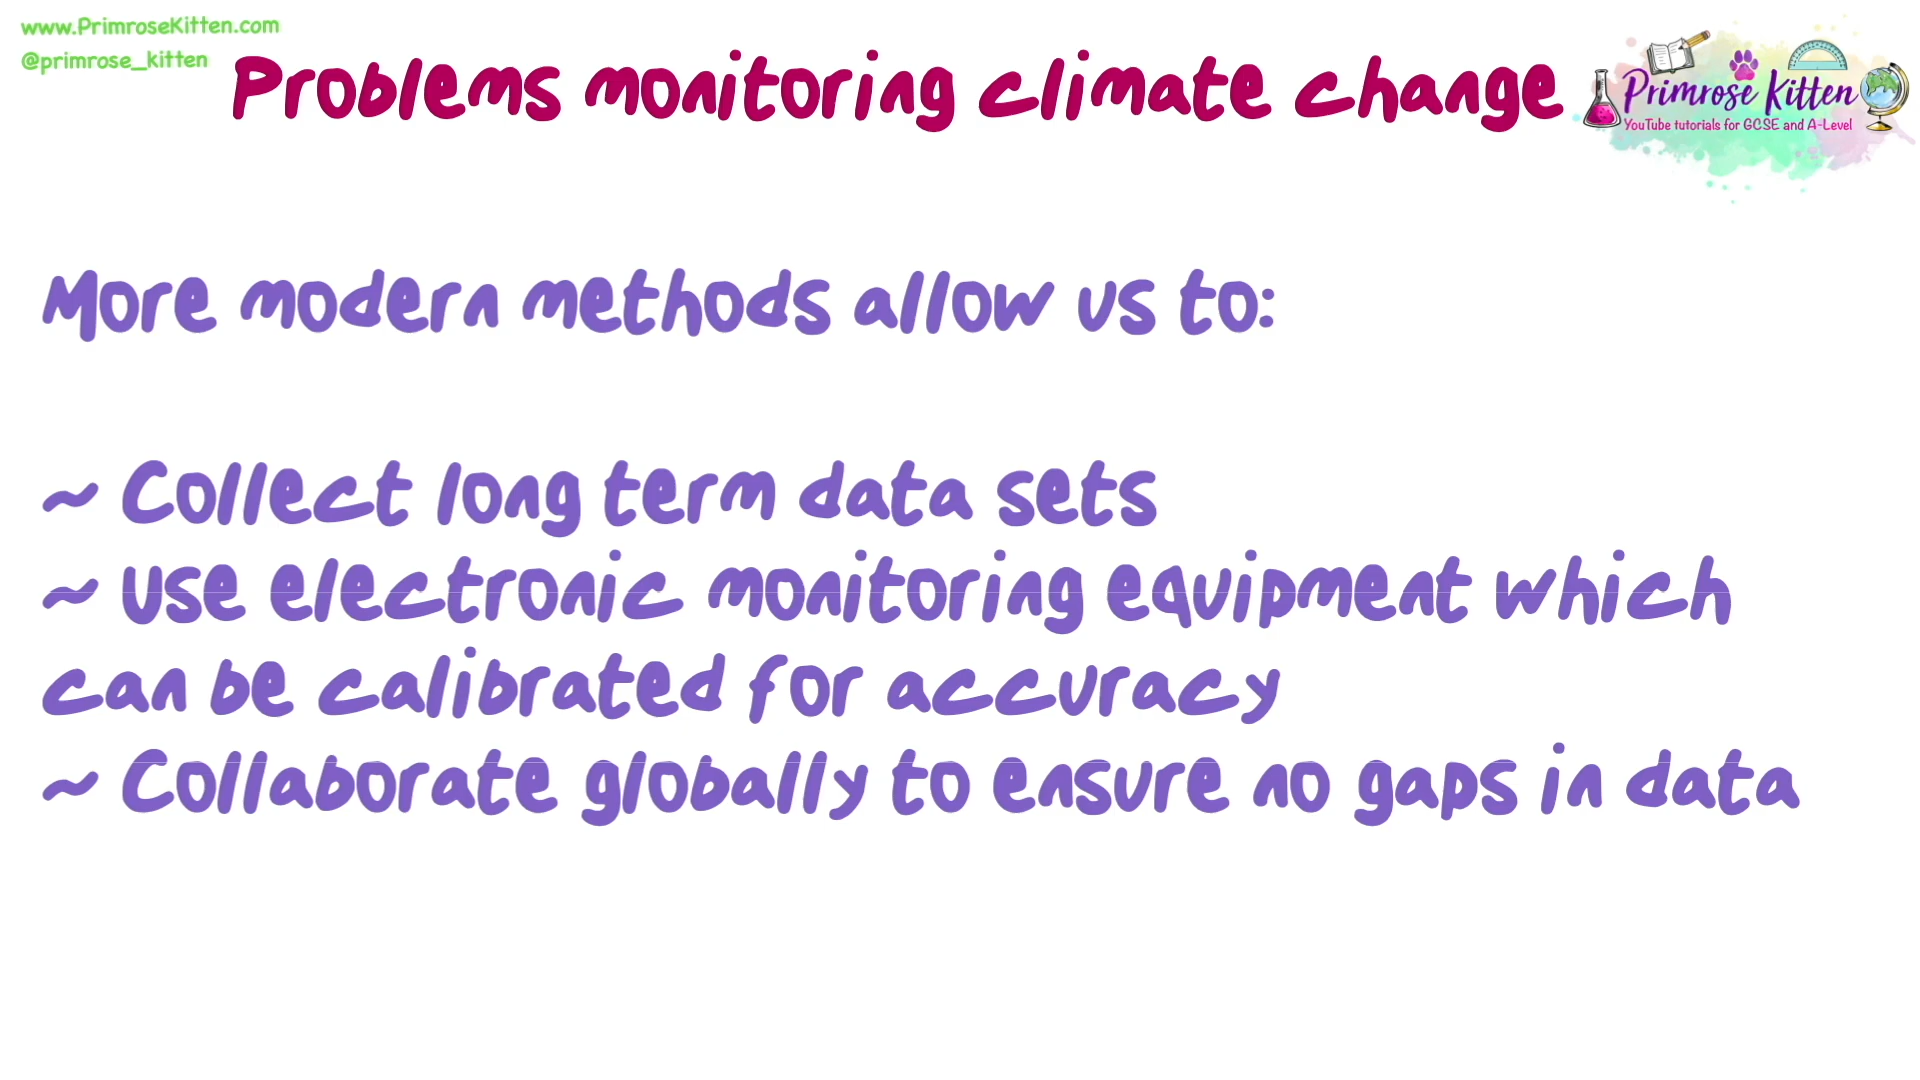 www.PrimroseKitten.com
@primrose_kitten
Problems monitoring climate change
Primrose Kitten
YouTube tutorials for GCSE and A-Level
More modern methods allow us to:
~ Collect long term data sets
~ Use electronic monitoring equipment which
can be calibrated for accuracy
~ Collaborate globally to ensure no gaps in data